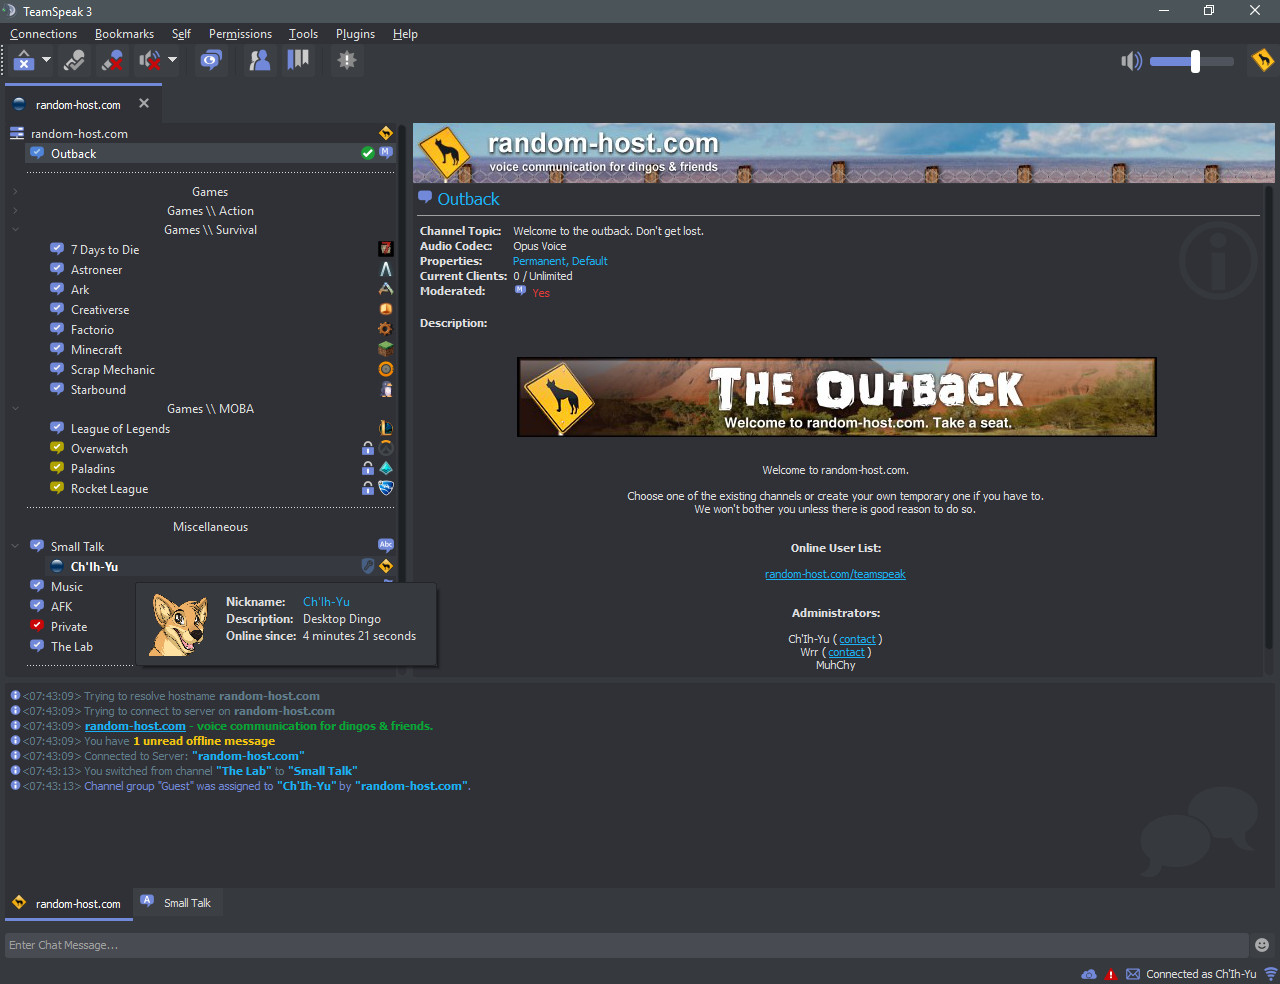 TeamSpeak 3
Connections Bookmarks Self Permissions Tools Plugins Help
random-host.com
random-host.com
Outback
Games
Games \\ Action
Games \\ Survival
7 Days to Die
Astroneer
Ark
Creativerse
Factorio
Minecraft
Scrap Mechanic
Starbound
Games \\ MOBA
League of Legends
Overwatch
Paladins
Rocket League
Miscellaneous
Small Talk
Abc
Ch'Ih-Yu
Music
AFK
Private
The Lab
Nickname: Ch'Ih-Yu
Description: Desktop Dingo
Online since: 4 minutes 21 seconds
random-host.com
voice communication for dingos & friends
Outback
Channel Topic: Welcome to the outback. Don't get lost.
Audio Codec: Opus Voice
Properties: Permanent, Default
Current Clients: 0 / Unlimited
Moderated: M Yes
Description:
The Outback
Welcome to random-host.com. Take a seat.
Welcome to random-host.com.
Choose one of the existing channels or create your own temporary one if you have to.
We won't bother you unless there is good reason to do so.
Online User List:
random-host.com/teamspeak
Administrators:
Ch'Ih-Yu ( contact )
Wrr ( contact )
MuhChy
<07:43:09> Trying to resolve hostname random-host.com
<07:43:09> Trying to connect to server on random-host.com
<07:43:09> random-host.com - voice communication for dingos & friends.
<07:43:09> You have 1 unread offline message
<07:43:09> Connected to Server: "random-host.com"
<07:43:13> You switched from channel "The Lab" to "Small Talk"
<07:43:13> Channel group "Guest" was assigned to "Ch'Ih-Yu" by "random-host.com".
random-host.com
A Small Talk
Enter Chat Message...
Connected as Ch'Ih-Yu